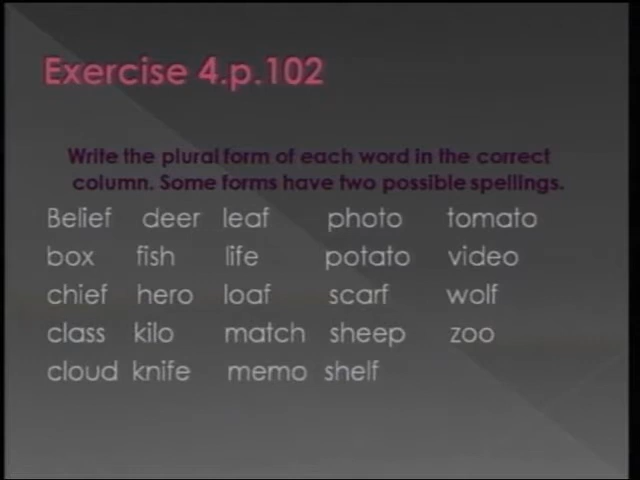 Exercise 4.p.102
Write the plural form of each word in the correct
column. Some forms have two possible spellings.
Belief deer leaf photo tomato
box fish life potato video
chief hero loaf scarf wolf
class kilo match sheep zoo
cloud knife memo shelf